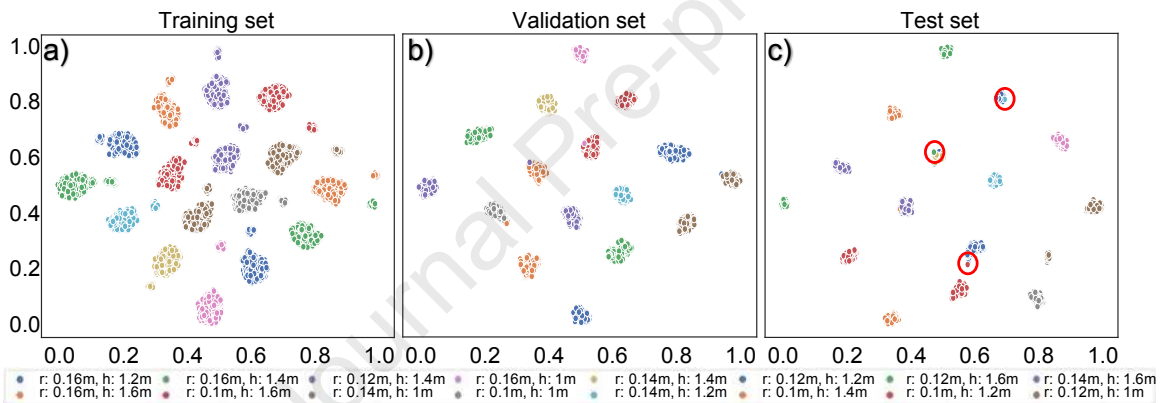 Training set Validation set Test set
a) b) c)
1.0
0.8
0.6
0.4
0.2
0.0
0.0 0.2 0.4 0.6 0.8 1.0 0.0 0.2 0.4 0.6 0.8 1.0 0.0 0.2 0.4 0.6 0.8 1.0
Journal Pre-pr
r: 0.16m, h: 1.2m r: 0.16m, h: 1.4m r: 0.12m, h: 1.4m r: 0.16m, h: 1m r: 0.14m, h: 1.4m r: 0.12m, h: 1.2m r: 0.12m, h: 1.6m r: 0.14m, h: 1.6m
r: 0.16m, h: 1.6m r: 0.1m, h: 1.6m r: 0.14m, h: 1m r: 0.1m, h: 1m r: 0.14m, h: 1.2m r: 0.1m, h: 1.4m r: 0.1m, h: 1.2m r: 0.12m, h: 1m